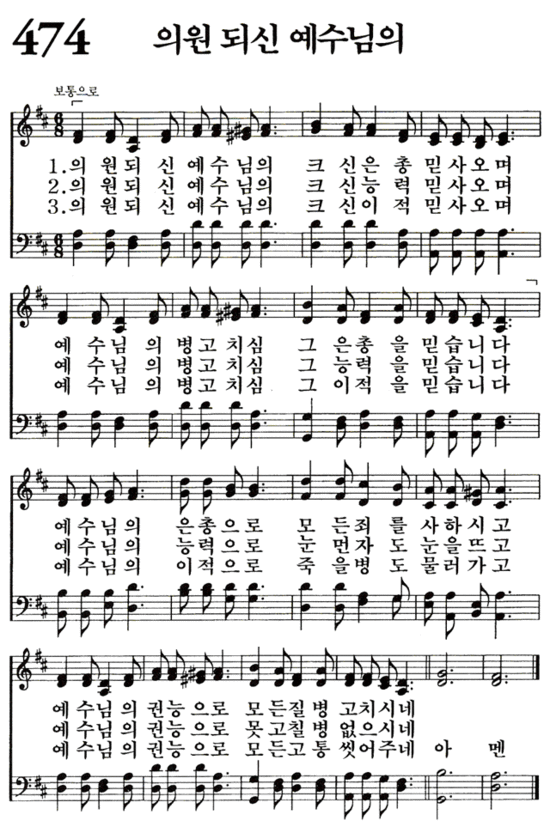 474 의원 되신 예수님의
보통으로
1.의 원되 신 예수님의 크신은총 믿사오며
2.의 원되 신 예수님의 크신능력 믿사오며
3.의 원되 신 예수님의 크신이적 믿사오며
예 수님 의병고치심 그 은총을 믿습니다
예 수님 의병고치심 그 능력을 믿습니다
예 수님 의병고치심 그 이적을 믿습니다
예수님의 은총으로 모 든죄 를사하시고
예수님의 능력으로 눈 먼자 도눈을뜨고
예수님의 이적으로 죽 을병 도물러가고
예수님의권능으로 모든질병 고치시네
예수님의권능으로 못고칠병 없으시네
예수님의권능으로 모든고통 씻어주네 아 멘